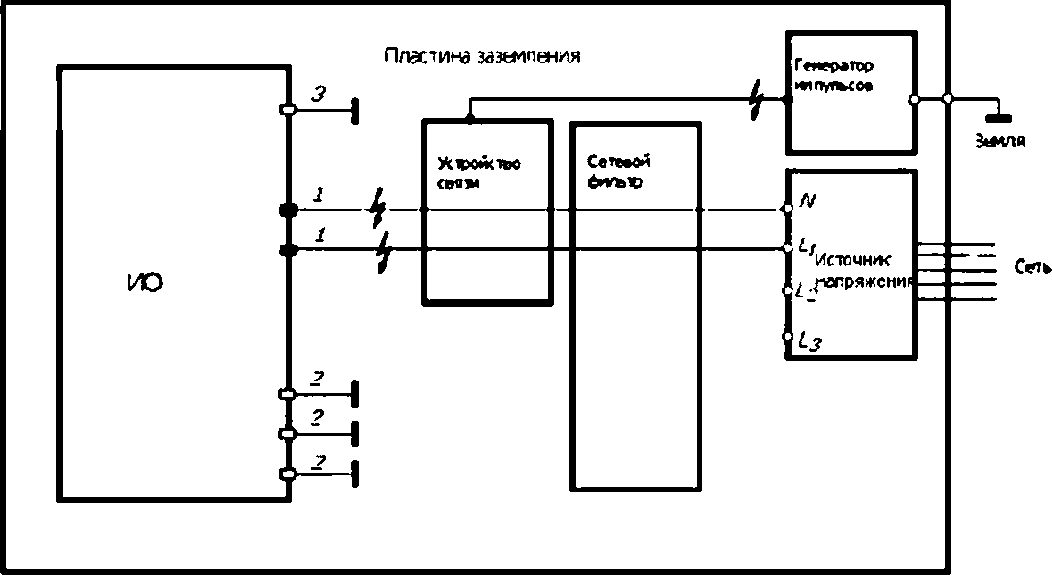 Пластина заземления
Генератор
импульсов
3
Земля
Устройство
связи
Сетевой
фильтр
1
N
1
L1
Источник
напряжения
L2
L3
Сеть
ИО
2
2
2